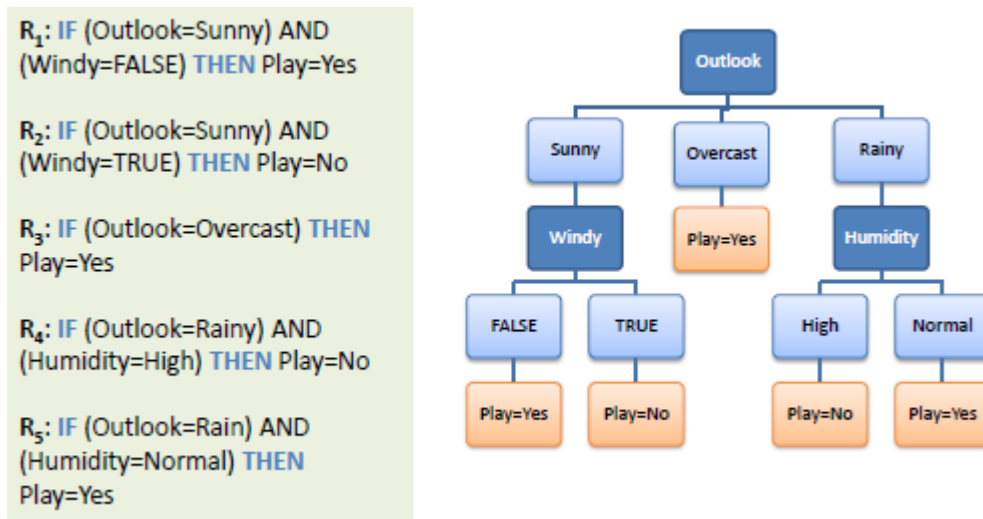 R1: IF (Outlook=Sunny) AND
(Windy=FALSE) THEN Play=Yes
R2: IF (Outlook=Sunny) AND
(Windy=TRUE) THEN Play=No
R3: IF (Outlook=Overcast) THEN
Play=Yes
R4: IF (Outlook=Rainy) AND
(Humidity=High) THEN Play=No
R5: IF (Outlook=Rain) AND
(Humidity=Normal) THEN
Play=Yes
Outlook
Sunny
Overcast
Rainy
Windy
Play=Yes
Humidity
FALSE
TRUE
High
Normal
Play=Yes
Play=No
Play=No
Play=Yes